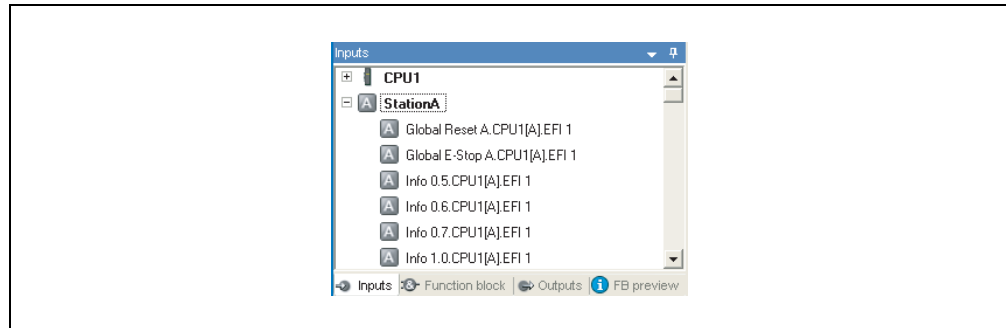 Inputs
CPU1
A StationA
A Global Reset A.CPU1[A].EFI 1
A Global E-Stop A.CPU1[A].EFI 1
A Info 0.5.CPU1[A].EFI 1
A Info 0.6.CPU1[A].EFI 1
A Info 0.7.CPU1[A].EFI 1
A Info 1.0.CPU1[A].EFI 1
Inputs & Function block Outputs i FB preview